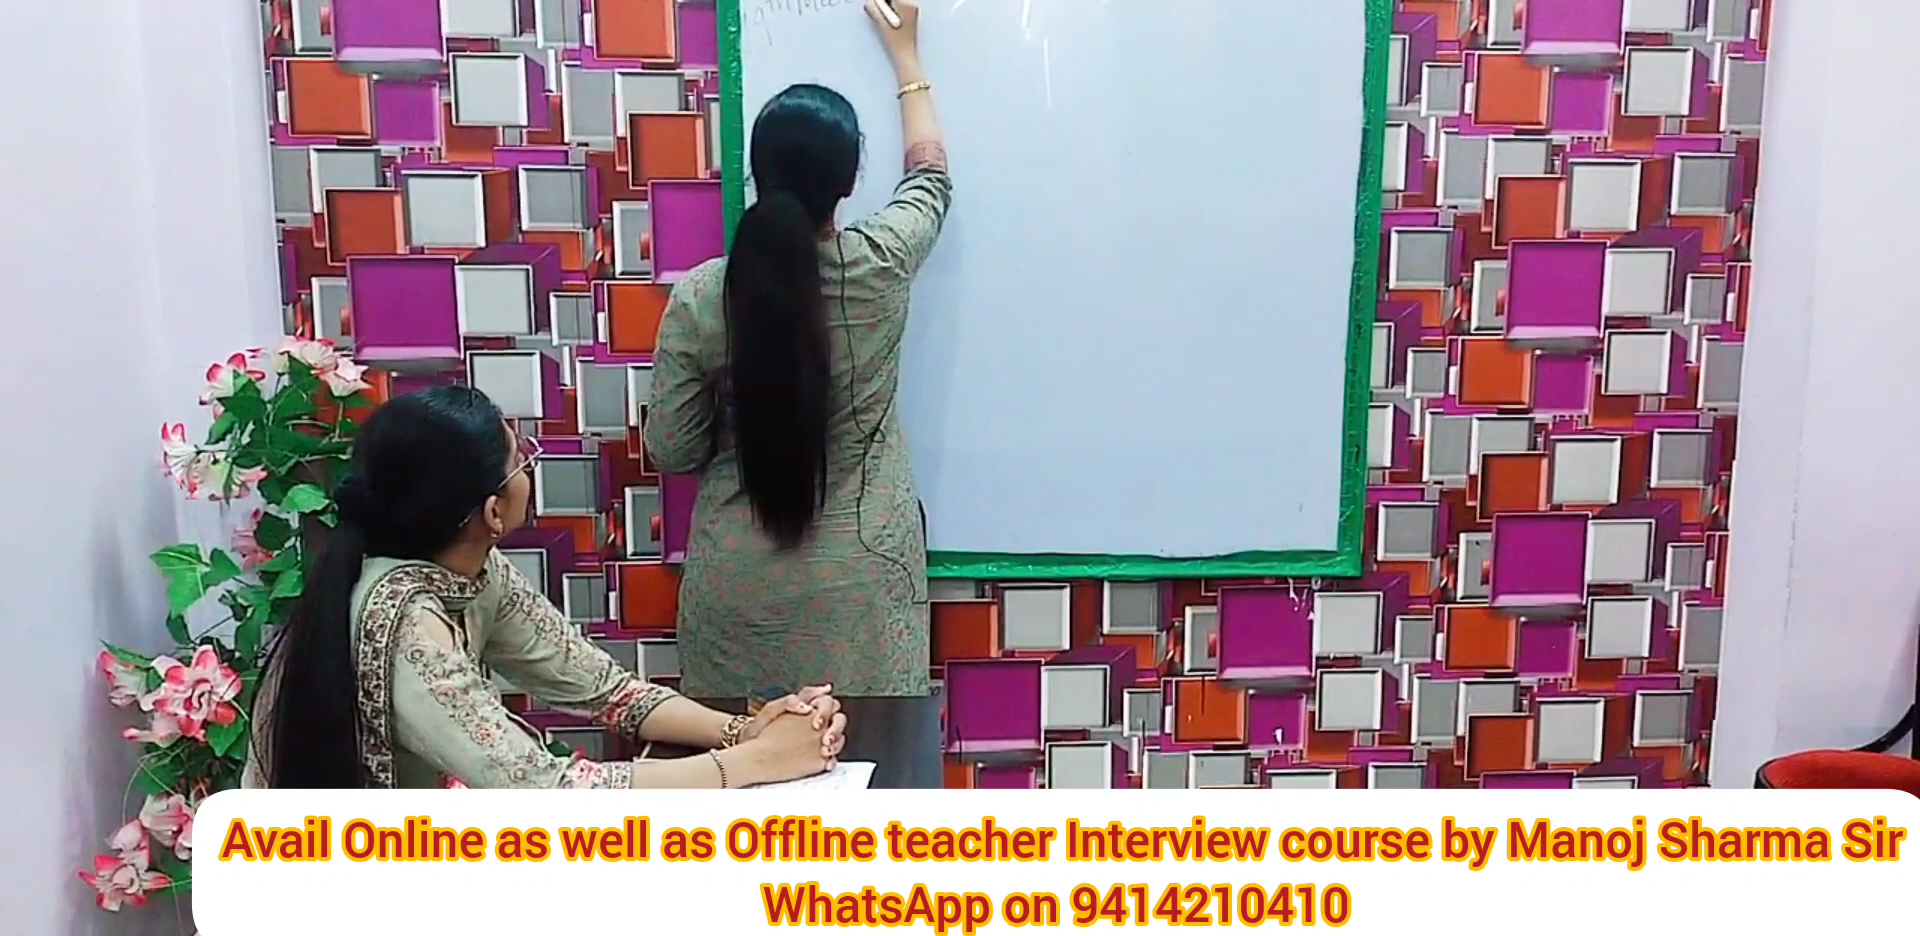 Avail Online as well as Offline teacher Interview course by Manoj Sharma Sir
WhatsApp on 9414210410